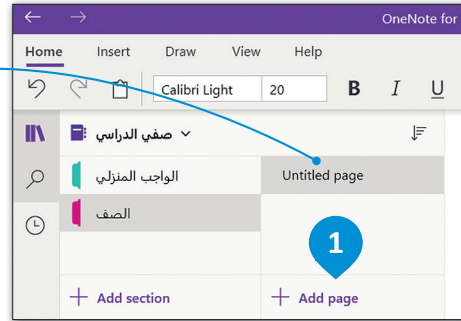 OneNote for
Home Insert Draw View Help
Calibri Light 20 B I U
صفي الدراسي
الواجب المنزلي
Untitled page
الصف
1
+ Add section
+ Add page